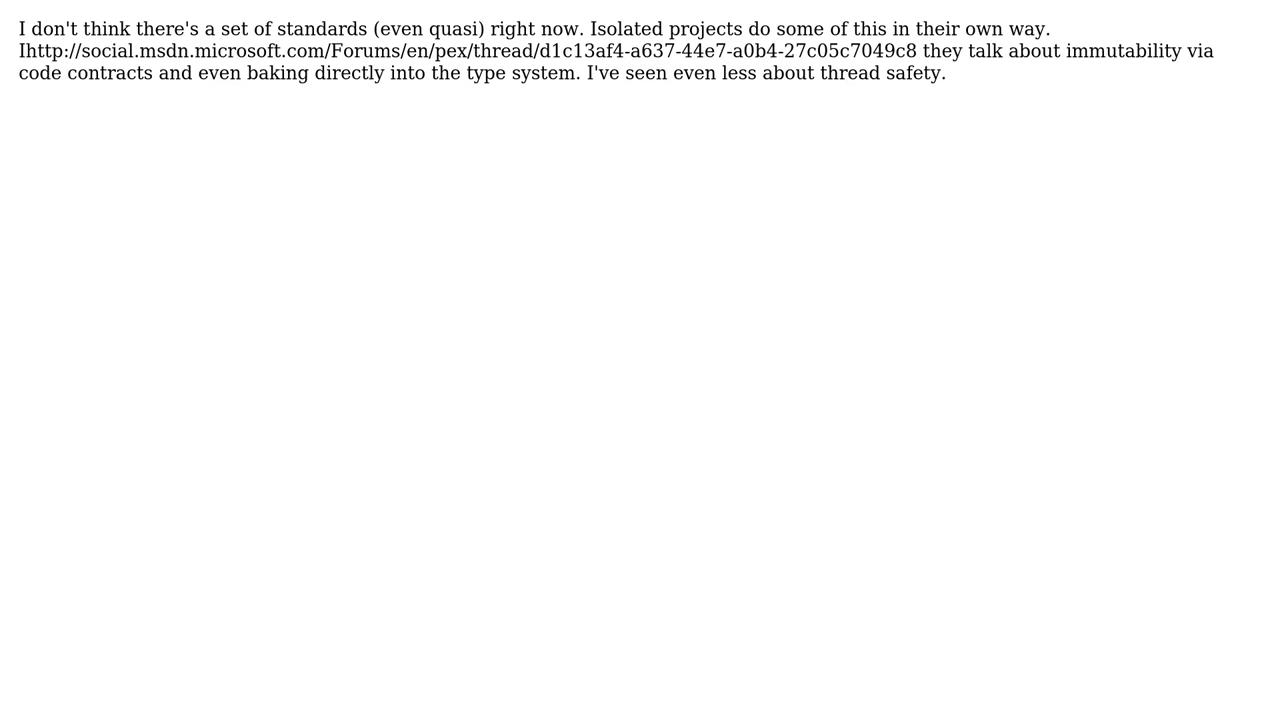 I don't think there's a set of standards (even quasi) right now. Isolated projects do some of this in their own way.
Ihttp://social.msdn.microsoft.com/Forums/en/pex/thread/d1c13af4-a637-44e7-a0b4-27c05c7049c8 they talk about immutability via
code contracts and even baking directly into the type system. I've seen even less about thread safety.